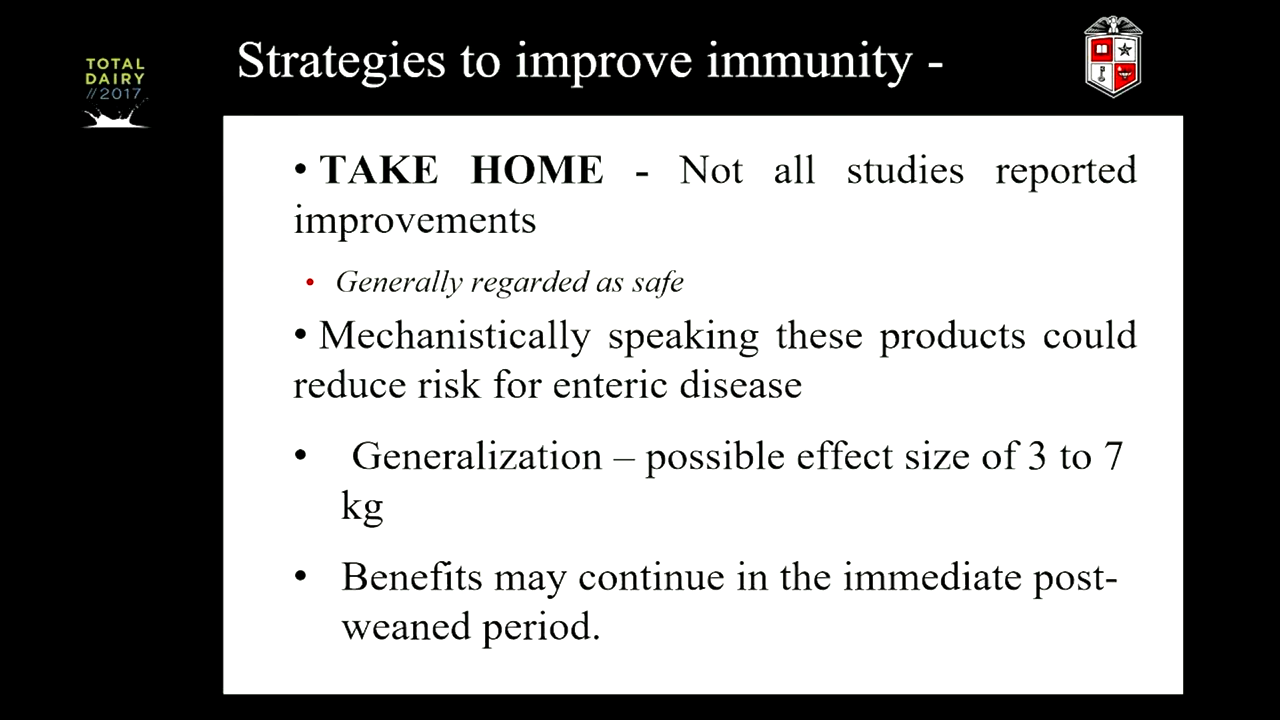 TOTAL
DAIRY
//2017
Strategies to improve immunity -
• TAKE HOME - Not all studies reported
improvements
• Generally regarded as safe
• Mechanistically speaking these products could
reduce risk for enteric disease
• Generalization – possible effect size of 3 to 7
kg
• Benefits may continue in the immediate post-
weaned period.